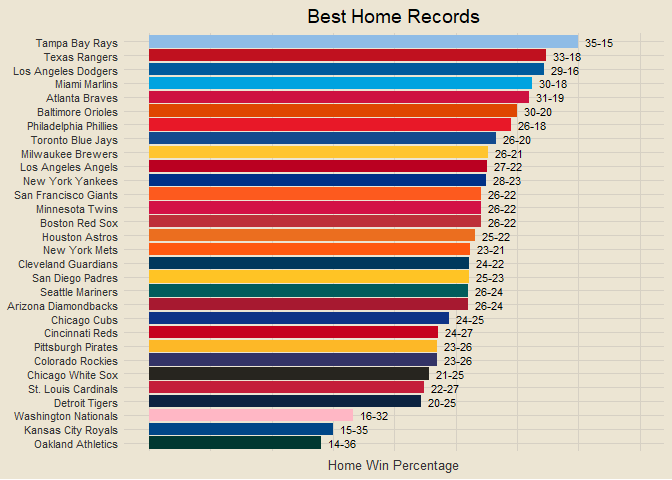 Best Home Records
Tampa Bay Rays 35-15
Texas Rangers 33-18
Los Angeles Dodgers 29-16
Miami Marlins 30-18
Atlanta Braves 31-19
Baltimore Orioles 30-20
Philadelphia Phillies 26-18
Toronto Blue Jays 26-20
Milwaukee Brewers 26-21
Los Angeles Angels 27-22
New York Yankees 28-23
San Francisco Giants 26-22
Minnesota Twins 26-22
Boston Red Sox 26-22
Houston Astros 25-22
New York Mets 23-21
Cleveland Guardians 24-22
San Diego Padres 25-23
Seattle Mariners 26-24
Arizona Diamondbacks 26-24
Chicago Cubs 24-25
Cincinnati Reds 24-27
Pittsburgh Pirates 23-26
Colorado Rockies 23-26
Chicago White Sox 21-25
St. Louis Cardinals 22-27
Detroit Tigers 20-25
Washington Nationals 16-32
Kansas City Royals 15-35
Oakland Athletics 14-36
Home Win Percentage